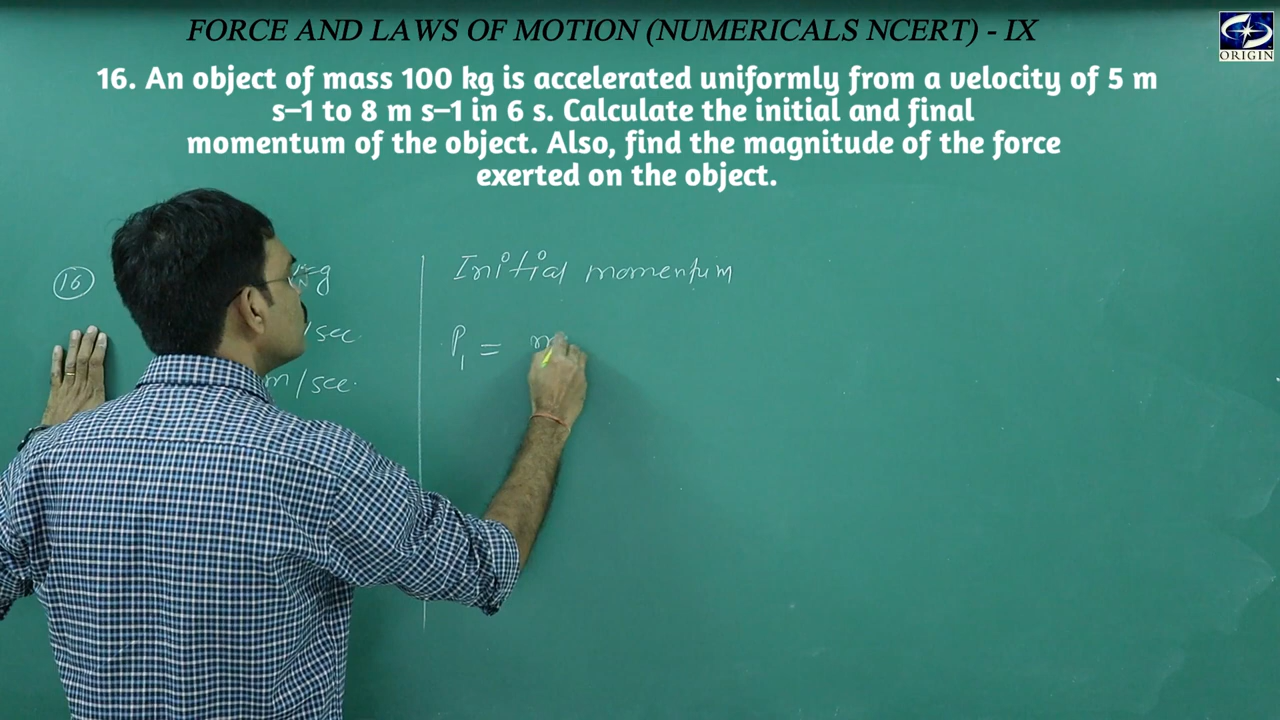 FORCE AND LAWS OF MOTION (NUMERICALS NCERT) - IX
ORIGIN
16. An object of mass 100 kg is accelerated uniformly from a velocity of 5 m
s–1 to 8 m s–1 in 6 s. Calculate the initial and final
momentum of the object. Also, find the magnitude of the force
exerted on the object.
16
Initial momentum
/sec
P1 = m
m/sec.